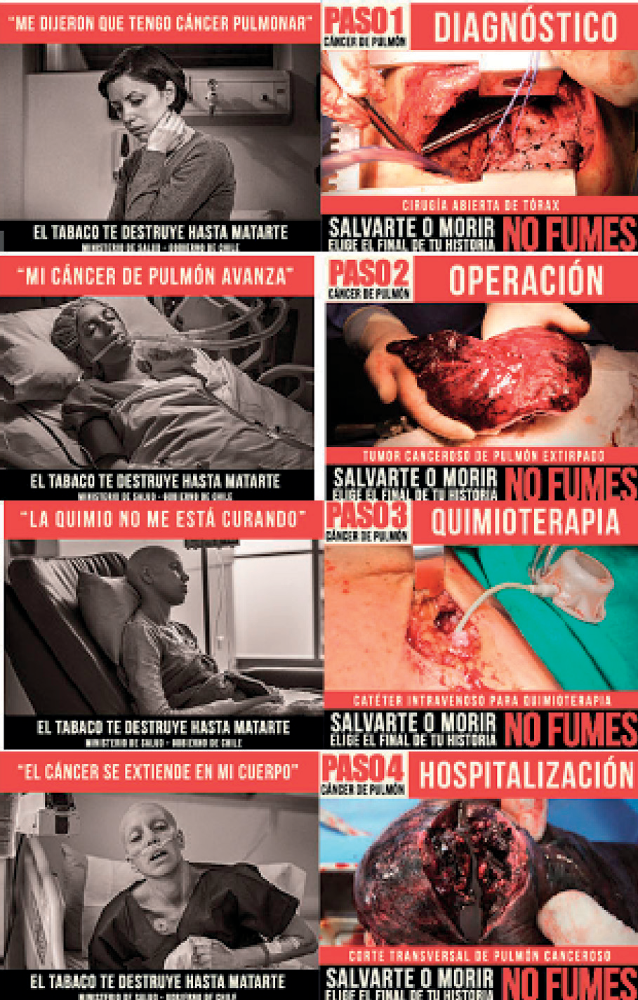 “ME DIJERON QUE TENGO CÁNCER PULMONAR”
EL TABACO TE DESTRUYE HASTA MATARTE
MINISTERIO DE SALUD - GOBIERNO DE CHILE
PASO 1
CÁNCER DE PULMÓN
DIAGNÓSTICO
CIRUGÍA ABIERTA DE TÓRAX
SALVARTE O MORIR
ELIGE EL FINAL DE TU HISTORIA
NO FUMES
“MI CÁNCER DE PULMÓN AVANZA”
EL TABACO TE DESTRUYE HASTA MATARTE
MINISTERIO DE SALUD - GOBIERNO DE CHILE
PASO 2
CÁNCER DE PULMÓN
OPERACIÓN
TUMOR CANCEROSO DE PULMÓN EXTIRPADO
SALVARTE O MORIR
ELIGE EL FINAL DE TU HISTORIA
NO FUMES
“LA QUIMIO NO ME ESTÁ CURANDO”
EL TABACO TE DESTRUYE HASTA MATARTE
MINISTERIO DE SALUD - GOBIERNO DE CHILE
PASO 3
CÁNCER DE PULMÓN
QUIMIOTERAPIA
CATÉTER INTRAVENOSO PARA QUIMIOTERAPIA
SALVARTE O MORIR
ELIGE EL FINAL DE TU HISTORIA
NO FUMES
“EL CÁNCER SE EXTIENDE EN MI CUERPO”
EL TABACO TE DESTRUYE HASTA MATARTE
MINISTERIO DE SALUD - GOBIERNO DE CHILE
PASO 4
CÁNCER DE PULMÓN
HOSPITALIZACIÓN
CORTE TRANSVERSAL DE PULMÓN CANCEROSO
SALVARTE O MORIR
ELIGE EL FINAL DE TU HISTORIA
NO FUMES